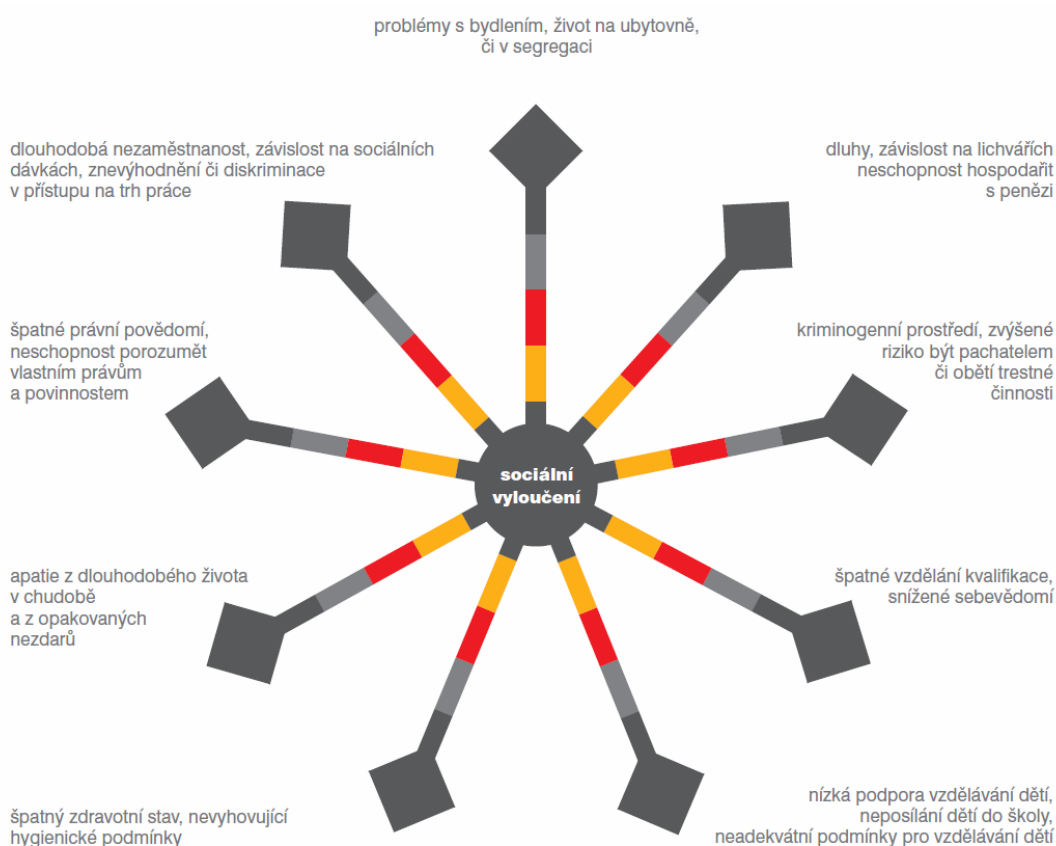 problémy s bydlením, život na ubytovně,
či v segregaci
dlouhodobá nezaměstnanost, závislost na sociálních
dávkách, znevýhodnění či diskriminace
v přístupu na trh práce
dluhy, závislost na lichvářích
neschopnost hospodařit
s penězi
špatné právní povědomí,
neschopnost porozumět
vlastním právům
a povinnostem
kriminogenní prostředí, zvýšené
riziko být pachatelem
či obětí trestné
činnosti
sociální
vyloučení
apatie z dlouhodobého života
v chudobě
a z opakovaných
nezdarů
špatné vzdělání kvalifikace,
snížené sebevědomí
špatný zdravotní stav, nevyhovující
hygienické podmínky
nízká podpora vzdělávání dětí,
neposílání dětí do školy,
neadekvátní podmínky pro vzdělávání dětí